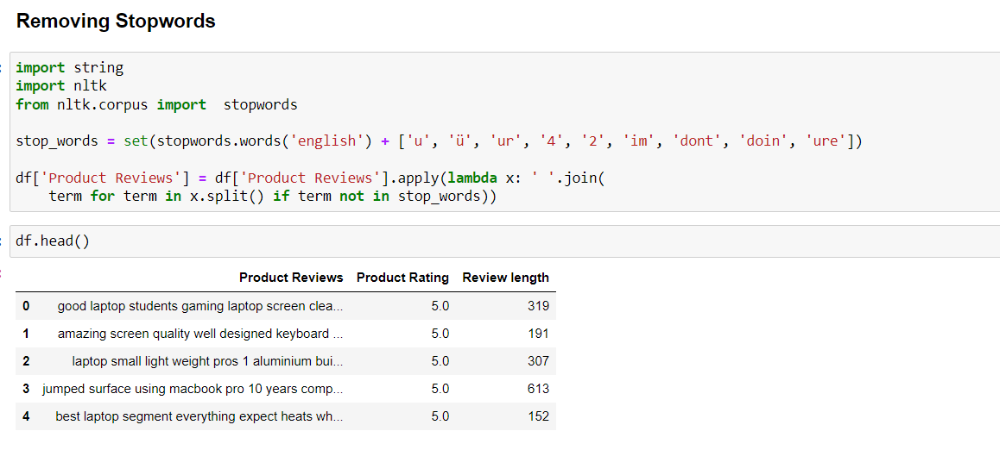 Removing Stopwords
import string
import nltk
from nltk.corpus import  stopwords
stop_words = set(stopwords.words('english') + ['u', 'ü', 'ur', '4', '2', 'im', 'dont', 'doin', 'ure'])
df['Product Reviews'] = df['Product Reviews'].apply(lambda x: ' '.join(
    term for term in x.split() if term not in stop_words))
df.head()
Product Reviews Product Rating Review length
0 good laptop students gaming laptop screen clea... 5.0 319
1 amazing screen quality well designed keyboard ... 5.0 191
2 laptop small light weight pros 1 aluminium bui... 5.0 307
3 jumped surface using macbook pro 10 years comp... 5.0 613
4 best laptop segment everything expect heats wh... 5.0 152